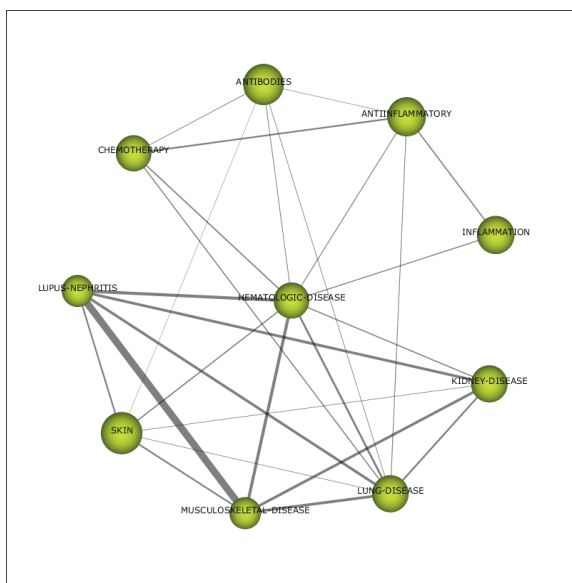 ANTIBODIES
ANTIINFLAMMATORY
CHEMOTHERAPY
INFLAMMATION
LUPUS-NEPHRITIS
HEMATOLOGIC-DISEASE
KIDNEY-DISEASE
SKIN
LUNG-DISEASE
MUSCULOSKELETAL-DISEASE